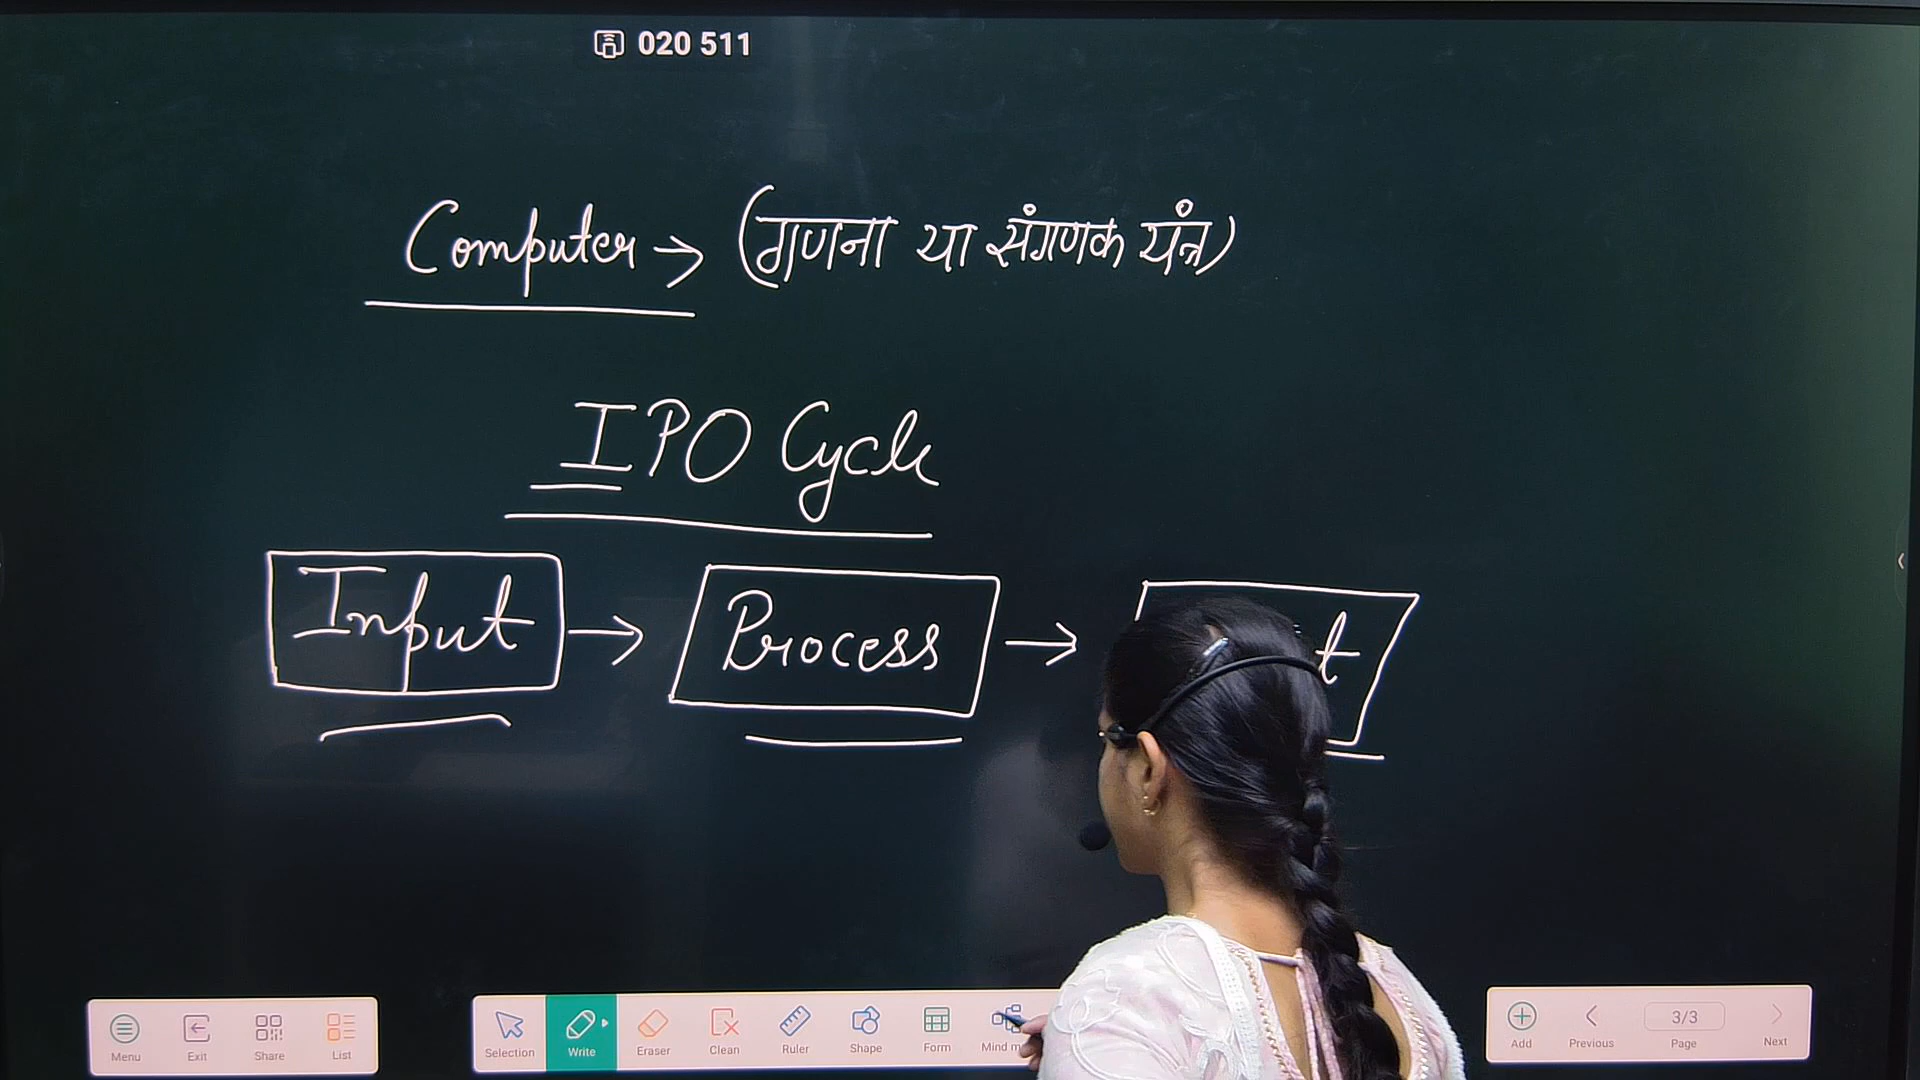 020 511
Computer → (गणना या संगणक यंत्र)
IPO Cycle
Input → Process →
Menu Exit Share List Selection Write Eraser Clean Ruler Shape Form Mind Add Previous 3/3 Page Next